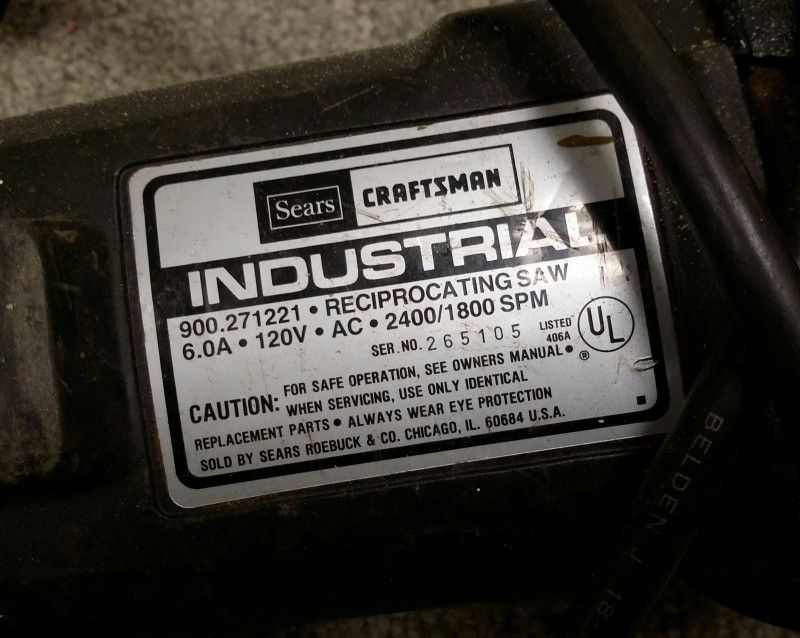 Sears CRAFTSMAN
INDUSTRIAL
900.271221 • RECIPROCATING SAW
6.0A • 120V • AC • 2400/1800 SPM
SER. NO. 265105
LISTED
406A
UL
®
CAUTION: FOR SAFE OPERATION, SEE OWNERS MANUAL •
WHEN SERVICING, USE ONLY IDENTICAL
REPLACEMENT PARTS • ALWAYS WEAR EYE PROTECTION
SOLD BY SEARS ROEBUCK & CO. CHICAGO, IL. 60684 U.S.A.
BELDEN J 18-